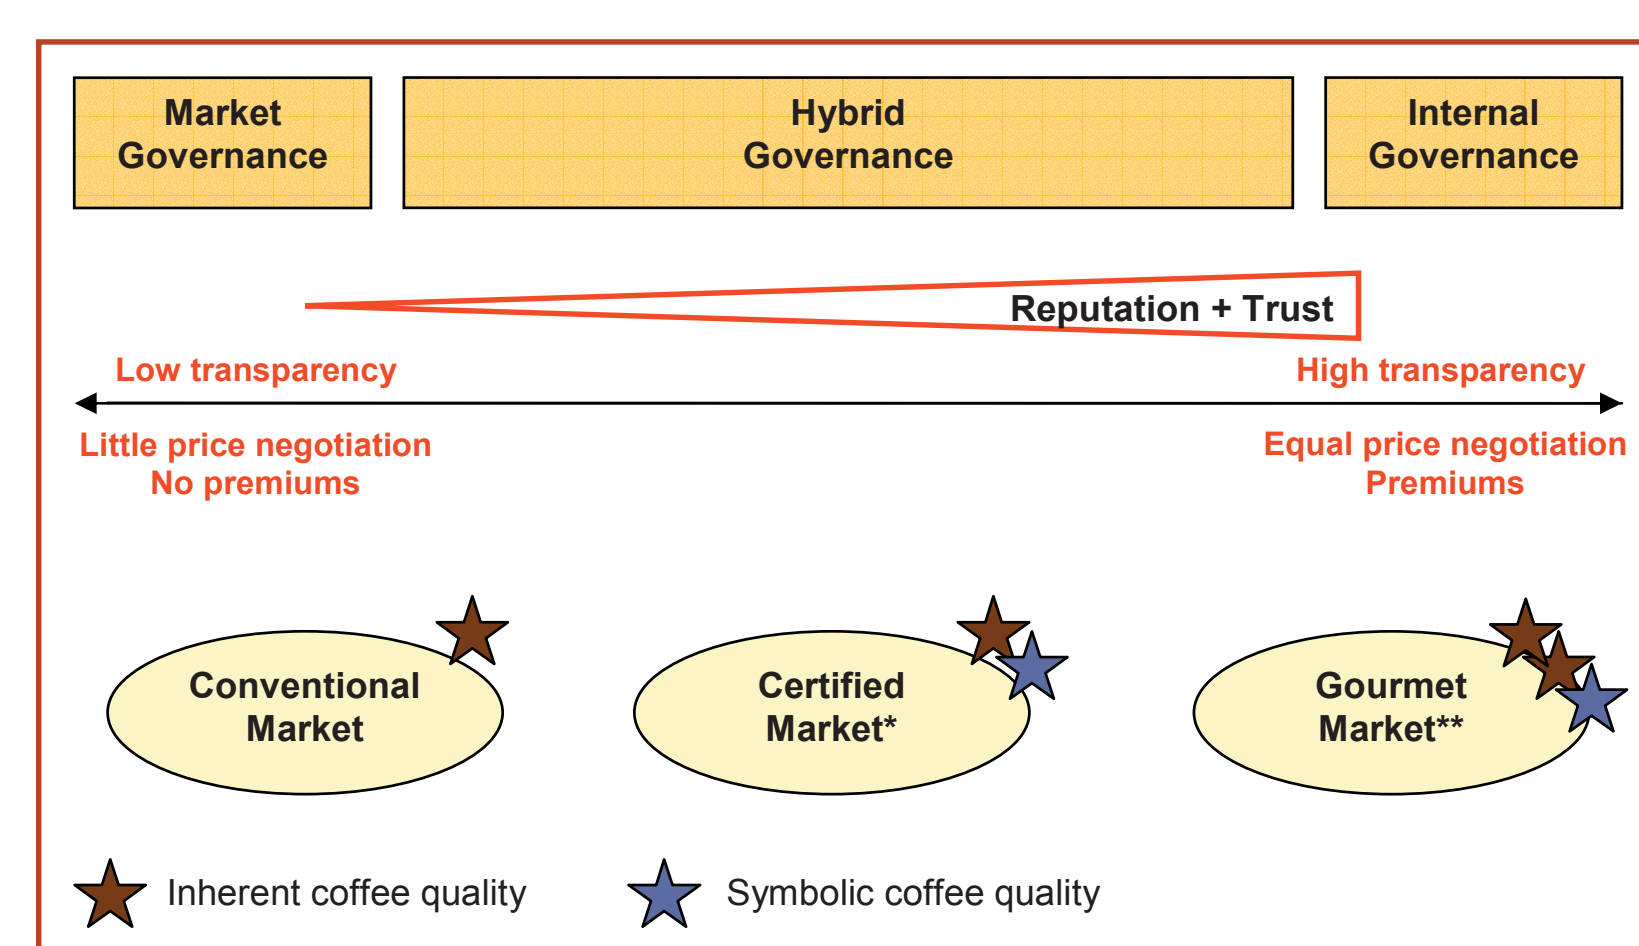 Market
Governance
Hybrid
Governance
Internal
Governance
Reputation + Trust
Low transparency
High transparency
Little price negotiation
No premiums
Equal price negotiation
Premiums
Conventional
Market
Certified
Market*
Gourmet
Market**
Inherent coffee quality
Symbolic coffee quality